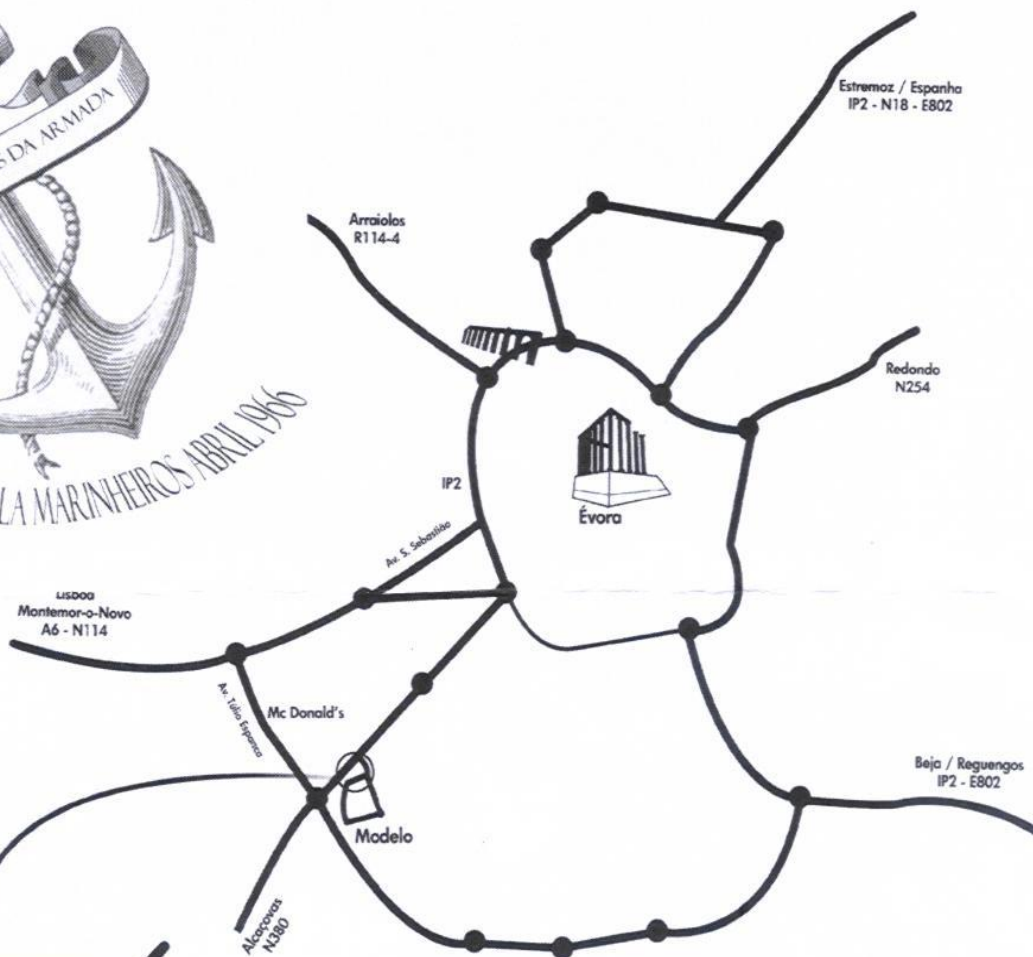 S DA ARMADA
LA MARINHEIROS ABRIL 1966
Estremoz / Espanha
IP2 - N18 - E802
Arraiolos
R114-4
Redondo
N254
IP2
Évora
Av. S. Sebastião
Lisboa
Montemor-o-Novo
A6 - N114
Av. Túlio Espanca
Mc Donald's
Modelo
Beja / Reguengos
IP2 - E802
Alcaçovas
N380